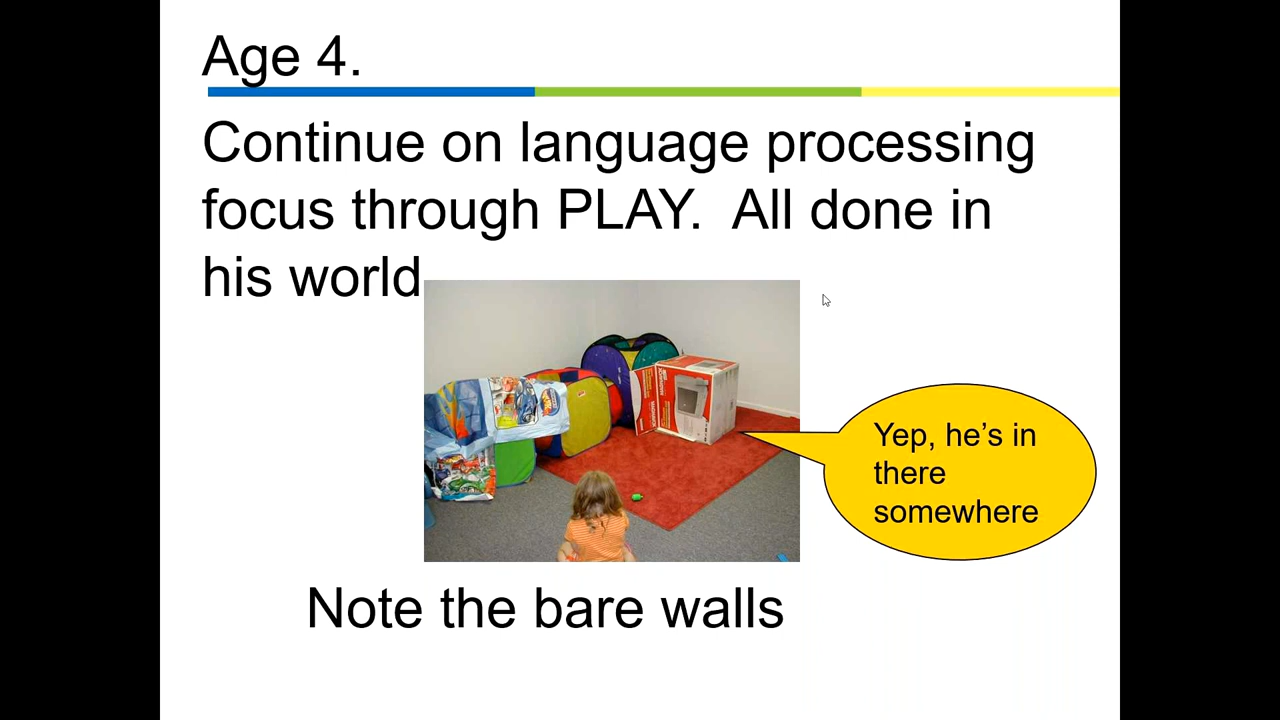 Age 4.
Continue on language processing
focus through PLAY.  All done in
his world
Yep, he’s in
there
somewhere
Note the bare walls